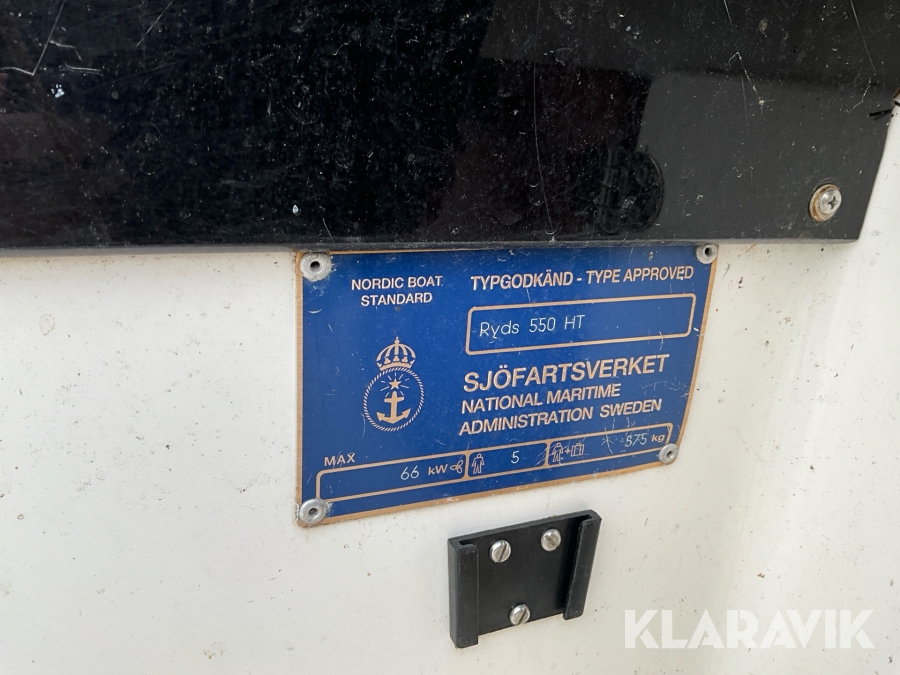 NORDIC BOAT
STANDARD
TYPGODKÄND - TYPE APPROVED
Ryds 550 HT
SJÖFARTSVERKET
NATIONAL MARITIME
ADMINISTRATION SWEDEN
MAX
66 kW 5 575 kg
KLARAVIK